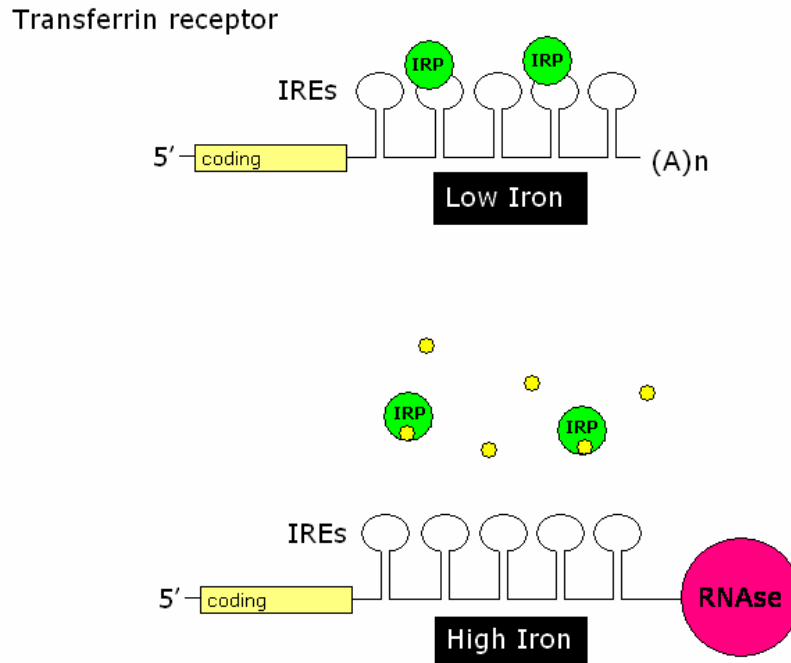 Transferrin receptor
IRP
IRP
IREs
5′
coding
(A)n
Low Iron
IRP
IRP
IREs
5′
coding
RNAse
High Iron